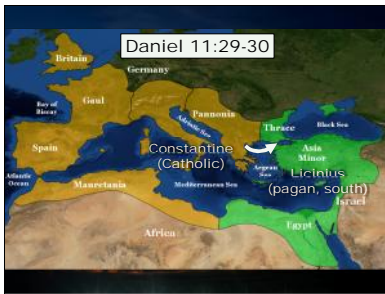 Daniel 11:29-30
Britain
Germany
Bay of
Biscay
Gaul
Pannonia
Adriatic Sea
Thrace
Black Sea
Spain
Constantine
(Catholic)
Asia
Minor
Aegean
Sea
Licinius
(pagan, south)
Atlantic
Ocean
Mauretania
Mediterranean Sea
Israel
Egypt
Africa